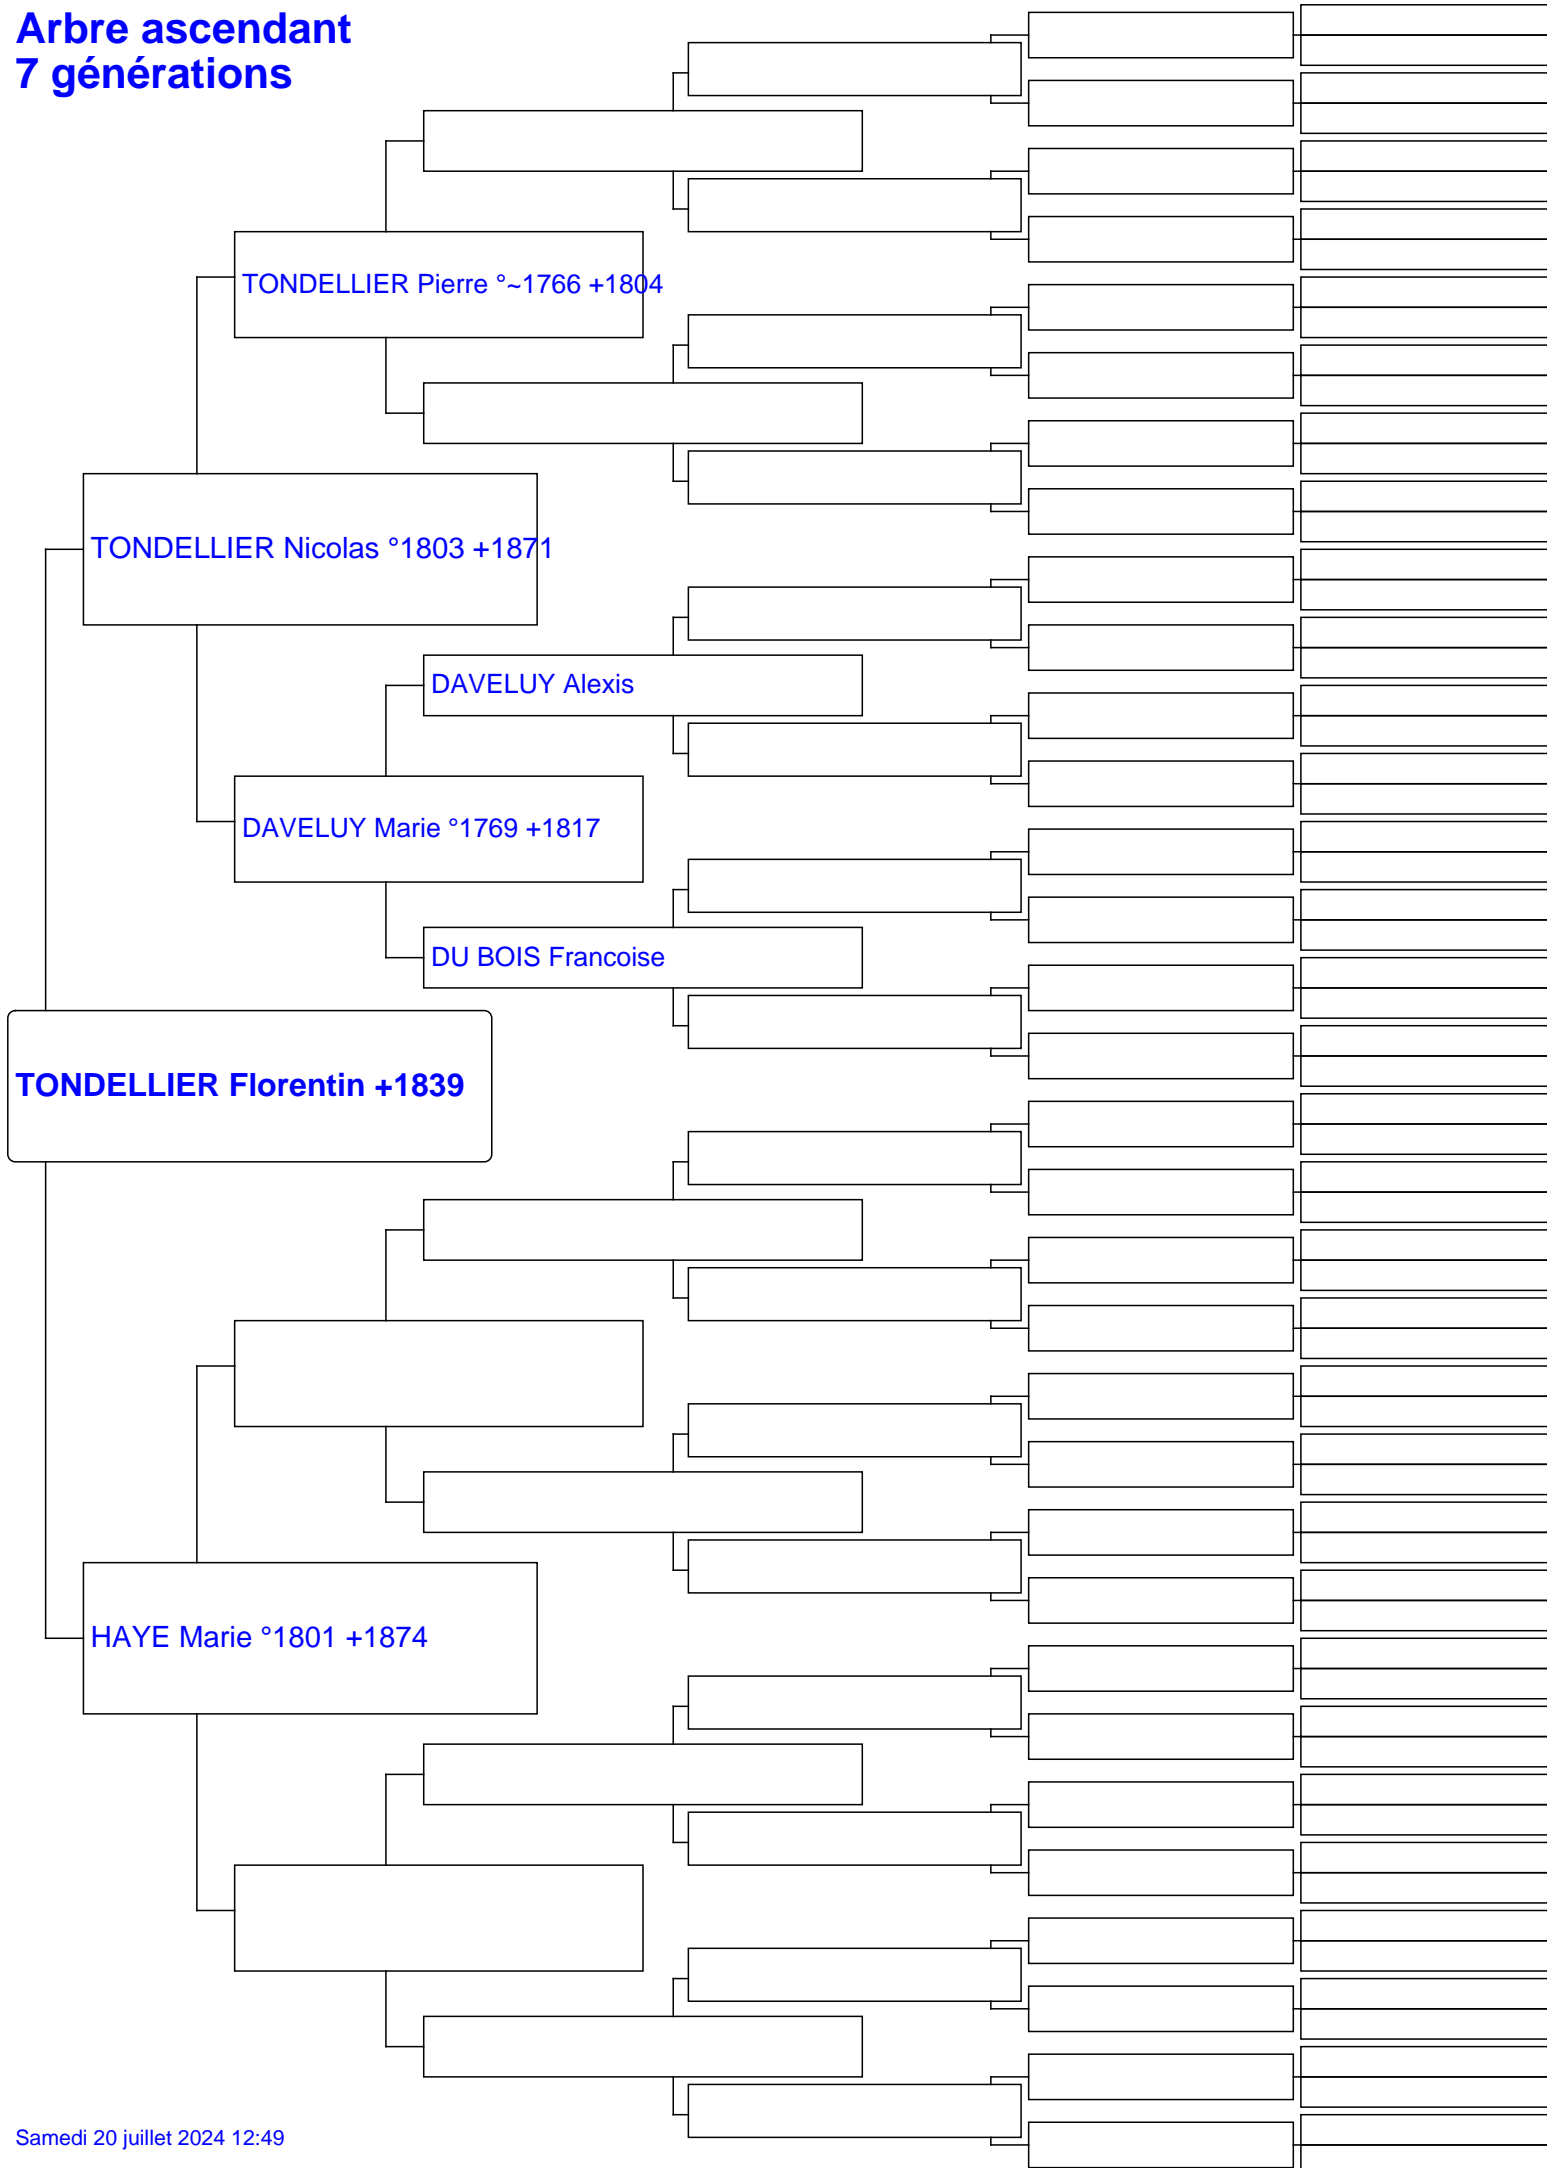 Arbre ascendant
7 générations
TONDELLIER Pierre °~1766 +1804
TONDELLIER Nicolas °1803 +1871
DAVELUY Alexis
DAVELUY Marie °1769 +1817
DU BOIS Francoise
TONDELLIER Florentin +1839
HAYE Marie °1801 +1874
Samedi 20 juillet 2024 12:49